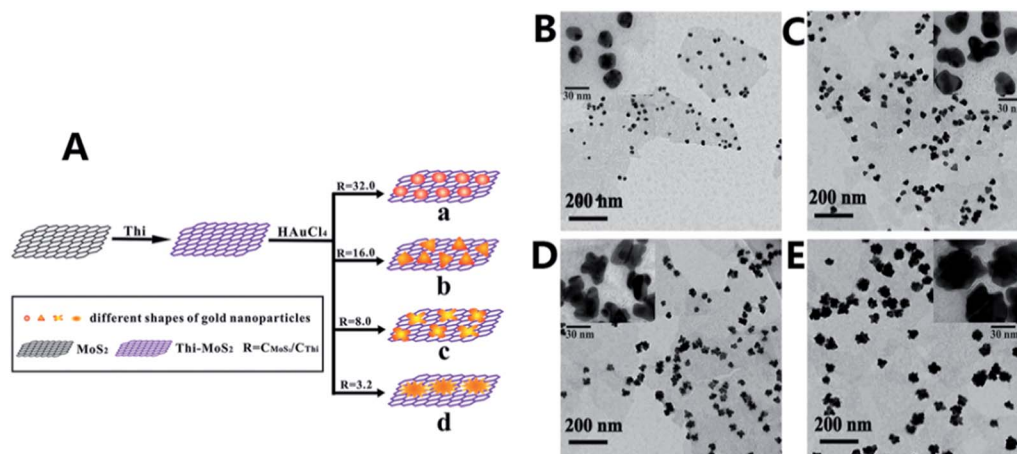 A
Thi
HAuCl4
R=32.0
a
R=16.0
b
R=8.0
c
R=3.2
d
different shapes of gold nanoparticles
MoS2
Thi-MoS2
R=CMoS2/CThi
B
30 nm
200 nm
C
30 nm
200 nm
D
30 nm
200 nm
E
30 nm
200 nm